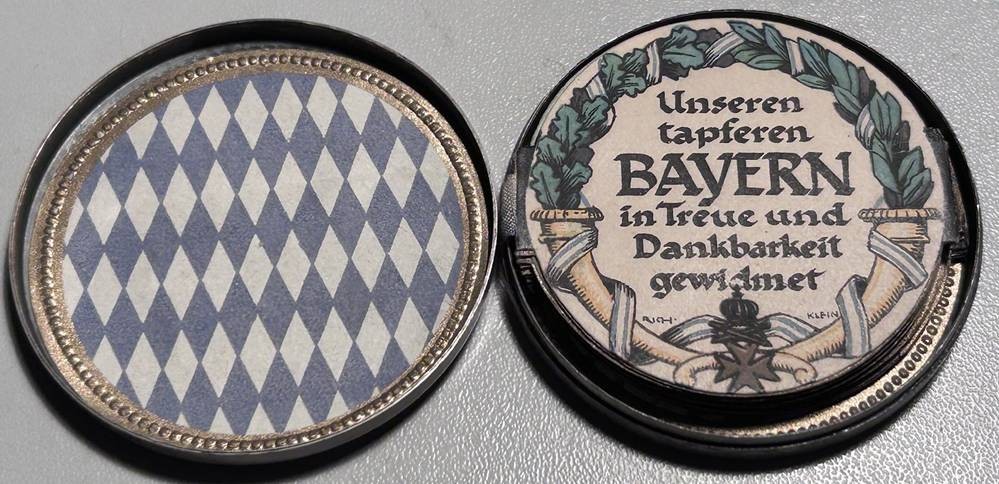 Unseren
tapferen
BAYERN
in Treue und
Dankbarkeit
gewidmet
RICH. KLEIN